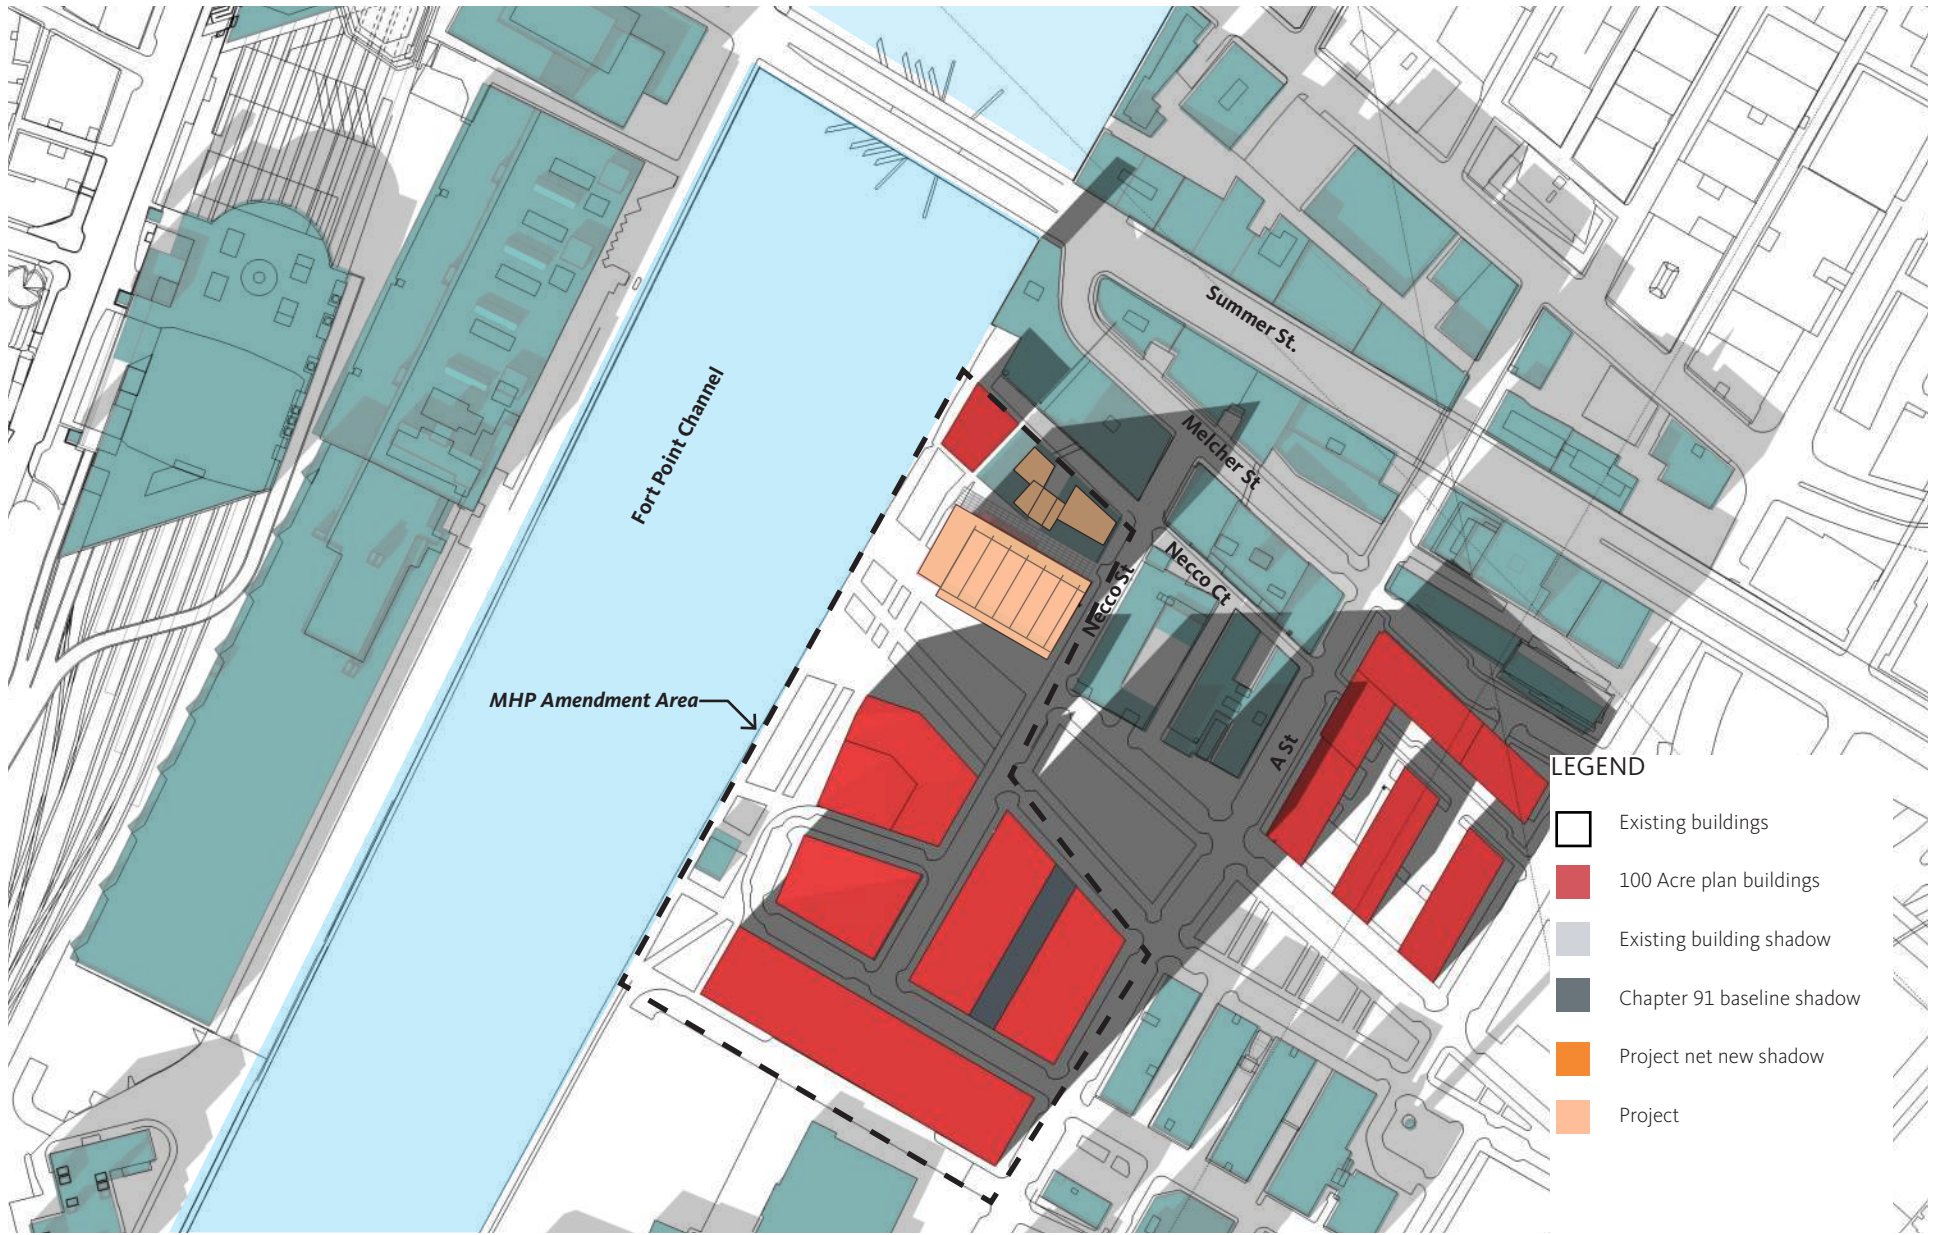 Summer St.
Fort Point Channel
Melcher St
Necco Ct
Necco St
MHP Amendment Area
A St
LEGEND
Existing buildings
100 Acre plan buildings
Existing building shadow
Chapter 91 baseline shadow
Project net new shadow
Project